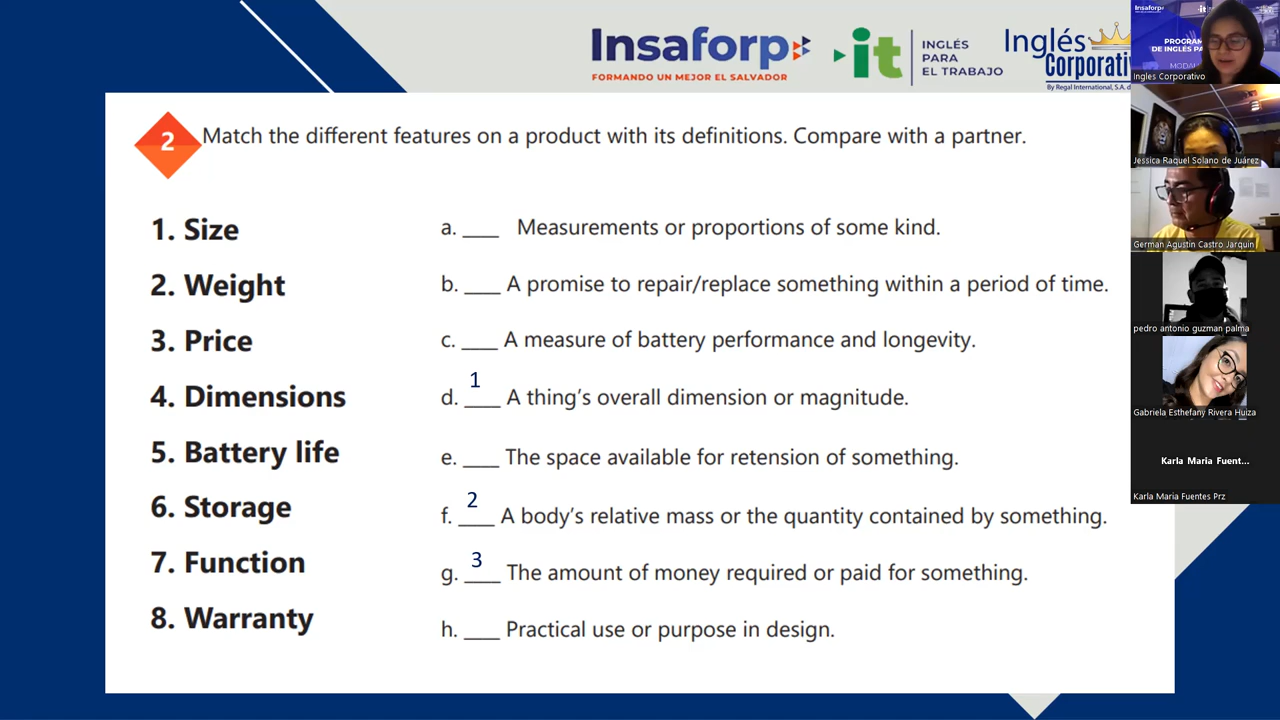 Insaforp
FORMANDO UN MEJOR EL SALVADOR
it
INGLÉS
PARA
EL TRABAJO
Inglés
Corporativ
By Regal International, S.A. d
2 Match the different features on a product with its definitions. Compare with a partner.
1. Size
2. Weight
3. Price
4. Dimensions
5. Battery life
6. Storage
7. Function
8. Warranty
a. ____ Measurements or proportions of some kind.
b. ____ A promise to repair/replace something within a period of time.
c. ____ A measure of battery performance and longevity.
d. 1 A thing's overall dimension or magnitude.
e. ____ The space available for retension of something.
f. 2 A body's relative mass or the quantity contained by something.
g. 3 The amount of money required or paid for something.
h. ____ Practical use or purpose in design.
Insaforp
it
PROGRAM
DE INGLÉS PA
MODAL
Ingles Corporativo
Jessica Raquel Solano de Juárez
German Agustin Castro Jarquin
pedro antonio guzman palma
Gabriela Esthefany Rivera Huiza
Karla Maria Fuent...
Karla Maria Fuentes Prz